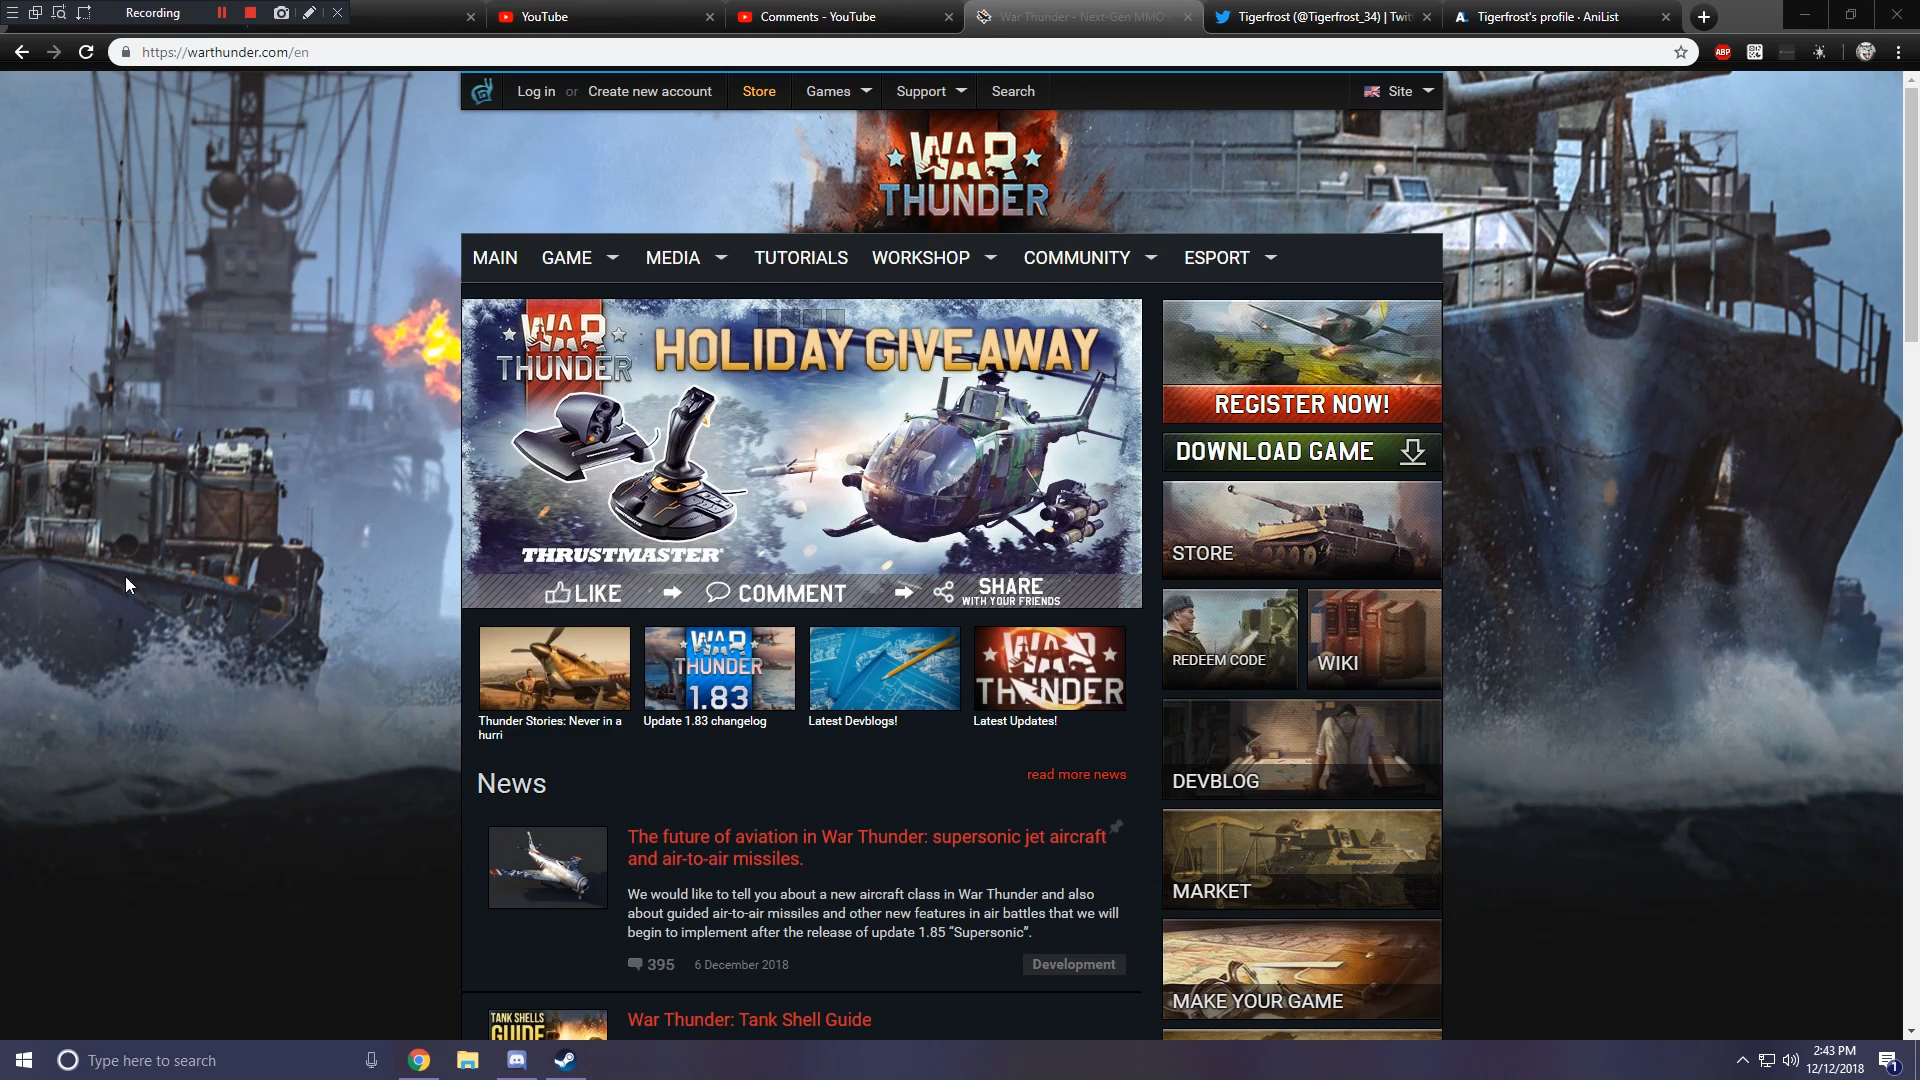 Recording
YouTube
Comments - YouTube
War Thunder - Next-Gen MMO c
Tigerfrost (@Tigerfrost_34) | Twit
Tigerfrost's profile · AniList
https://warthunder.com/en
ABP
Log in or Create new account
Store
Games
Support
Search
Site
WAR THUNDER
MAIN
GAME
MEDIA
TUTORIALS
WORKSHOP
COMMUNITY
ESPORT
WAR THUNDER
HOLIDAY GIVEAWAY
THRUSTMASTER
LIKE
COMMENT
SHARE
WITH YOUR FRIENDS
REGISTER NOW!
DOWNLOAD GAME
STORE
REDEEM CODE
WIKI
DEVBLOG
MARKET
MAKE YOUR GAME
WAR
THUNDER
1.83
WAR
THUNDER
Thunder Stories: Never in a
hurri
Update 1.83 changelog
Latest Devblogs!
Latest Updates!
News
read more news
The future of aviation in War Thunder: supersonic jet aircraft
and air-to-air missiles.
We would like to tell you about a new aircraft class in War Thunder and also
about guided air-to-air missiles and other new features in air battles that we will
begin to implement after the release of update 1.85 “Supersonic”.
395
6 December 2018
Development
TANK SHELLS
GUIDE
War Thunder: Tank Shell Guide
Type here to search
2:43 PM
12/12/2018
1